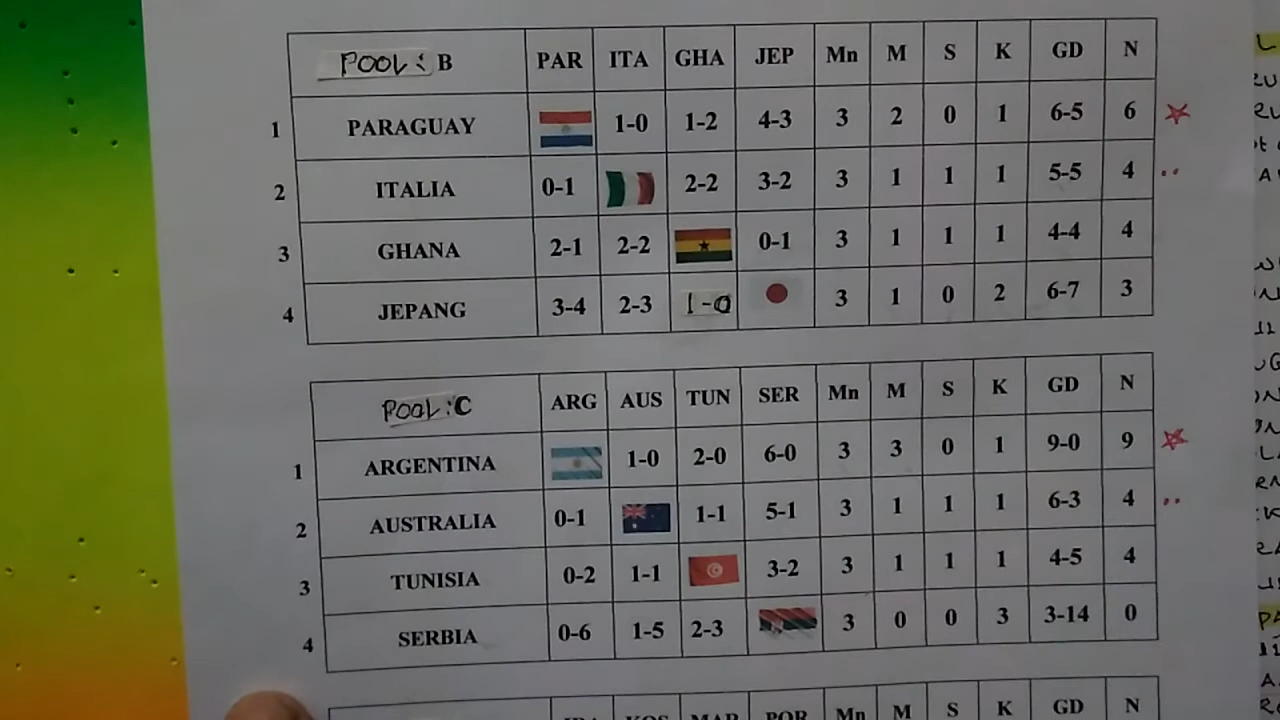 POOL : B PAR ITA GHA JEP Mn M S K GD N
1 PARAGUAY 1-0 1-2 4-3 3 2 0 1 6-5 6
2 ITALIA 0-1 2-2 3-2 3 1 1 1 5-5 4
3 GHANA 2-1 2-2 0-1 3 1 1 1 4-4 4
4 JEPANG 3-4 2-3 1-0 3 1 0 2 6-7 3
POOL : C ARG AUS TUN SER Mn M S K GD N
1 ARGENTINA 1-0 2-0 6-0 3 3 0 1 9-0 9
2 AUSTRALIA 0-1 1-1 5-1 3 1 1 1 6-3 4
3 TUNISIA 0-2 1-1 3-2 3 1 1 1 4-5 4
4 SERBIA 0-6 1-5 2-3 3 0 0 3 3-14 0
POR Mn M S K GD N